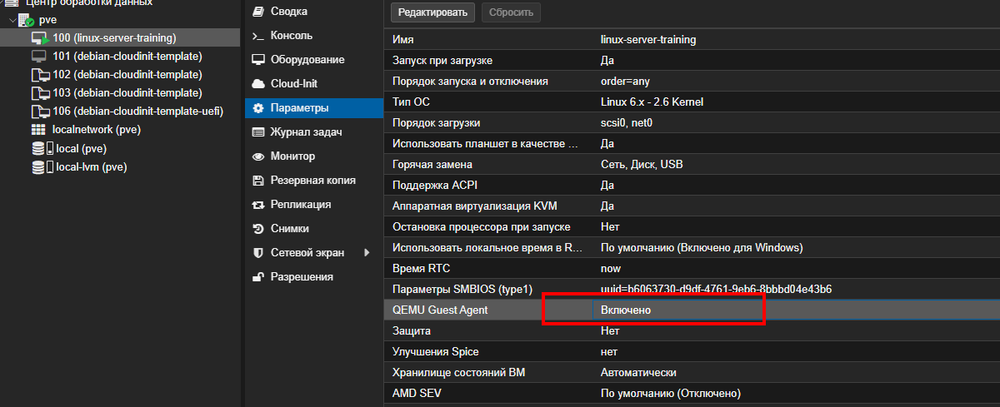 Центр обработки данных
pve
100 (linux-server-training)
101 (debian-cloudinit-template)
102 (debian-cloudinit-template)
103 (debian-cloudinit-template)
106 (debian-cloudinit-template-uefi)
localnetwork (pve)
local (pve)
local-lvm (pve)
Сводка
Консоль
Оборудование
Cloud-Init
Параметры
Журнал задач
Монитор
Резервная копия
Репликация
Снимки
Сетевой экран
Разрешения
Редактировать Сбросить
Имя linux-server-training
Запуск при загрузке Да
Порядок запуска и отключения order=any
Тип ОС Linux 6.x - 2.6 Kernel
Порядок загрузки scsi0, net0
Использовать планшет в качестве ... Да
Горячая замена Сеть, Диск, USB
Поддержка ACPI Да
Аппаратная виртуализация KVM Да
Остановка процессора при запуске Нет
Использовать локальное время в R... По умолчанию (Включено для Windows)
Время RTC now
Параметры SMBIOS (type1) uuid=b6063730-d9df-4761-9eb6-8bbbd04e43b6
QEMU Guest Agent Включено
Защита Нет
Улучшения Spice нет
Хранилище состояний ВМ Автоматически
AMD SEV По умолчанию (Отключено)